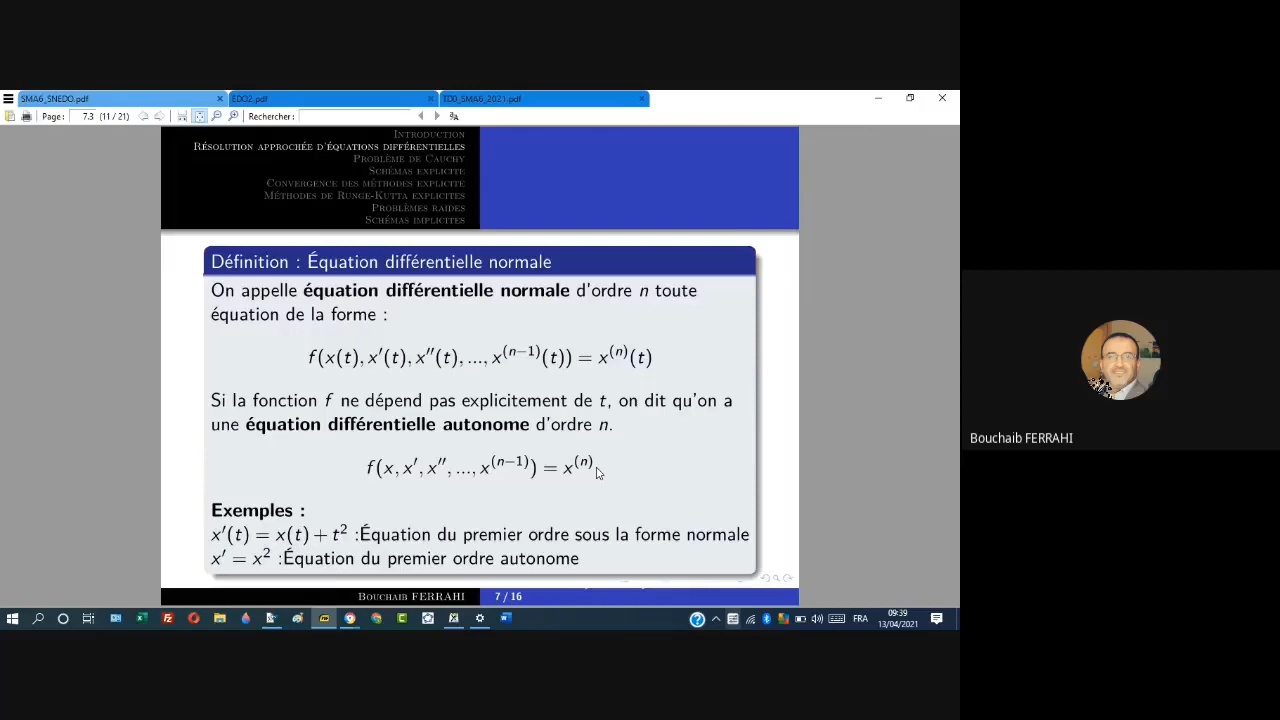 SMA6_SNEDO.pdf
EDO2.pdf
TD0_SMA6_2021.pdf
Page: 7.3 (11 / 21) Rechercher:
Introduction
Résolution approchée d'équations différentielles
Problème de Cauchy
Schémas explicite
Convergence des méthodes explicite
Méthodes de Runge-Kutta explicites
Problèmes raides
Schémas implicites
Définition : Équation différentielle normale
On appelle équation différentielle normale d'ordre n toute
équation de la forme :
f(x(t), x′(t), x′′(t), ..., x^(n−1)(t)) = x^(n)(t)
Si la fonction f ne dépend pas explicitement de t, on dit qu'on a
une équation différentielle autonome d'ordre n.
f(x, x′, x′′, ..., x^(n−1)) = x^(n)
Exemples :
x′(t) = x(t) + t² :Équation du premier ordre sous la forme normale
x′ = x² :Équation du premier ordre autonome
Bouchaib FERRAHI
7 / 16
FRA
09:39
13/04/2021
Bouchaib FERRAHI